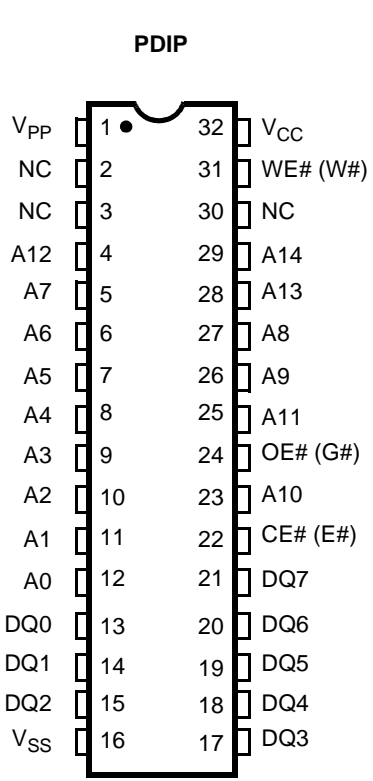 PDIP
VPP 1 32 VCC
NC 2 31 WE# (W#)
NC 3 30 NC
A12 4 29 A14
A7 5 28 A13
A6 6 27 A8
A5 7 26 A9
A4 8 25 A11
A3 9 24 OE# (G#)
A2 10 23 A10
A1 11 22 CE# (E#)
A0 12 21 DQ7
DQ0 13 20 DQ6
DQ1 14 19 DQ5
DQ2 15 18 DQ4
VSS 16 17 DQ3